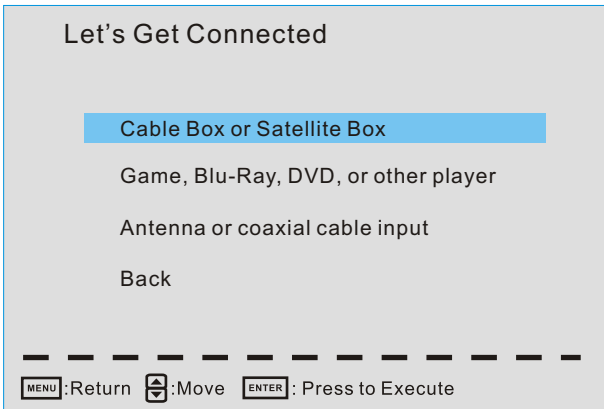 Let's Get Connected
Cable Box or Satellite Box
Game, Blu-Ray, DVD, or other player
Antenna or coaxial cable input
Back
MENU:Return :Move ENTER: Press to Execute